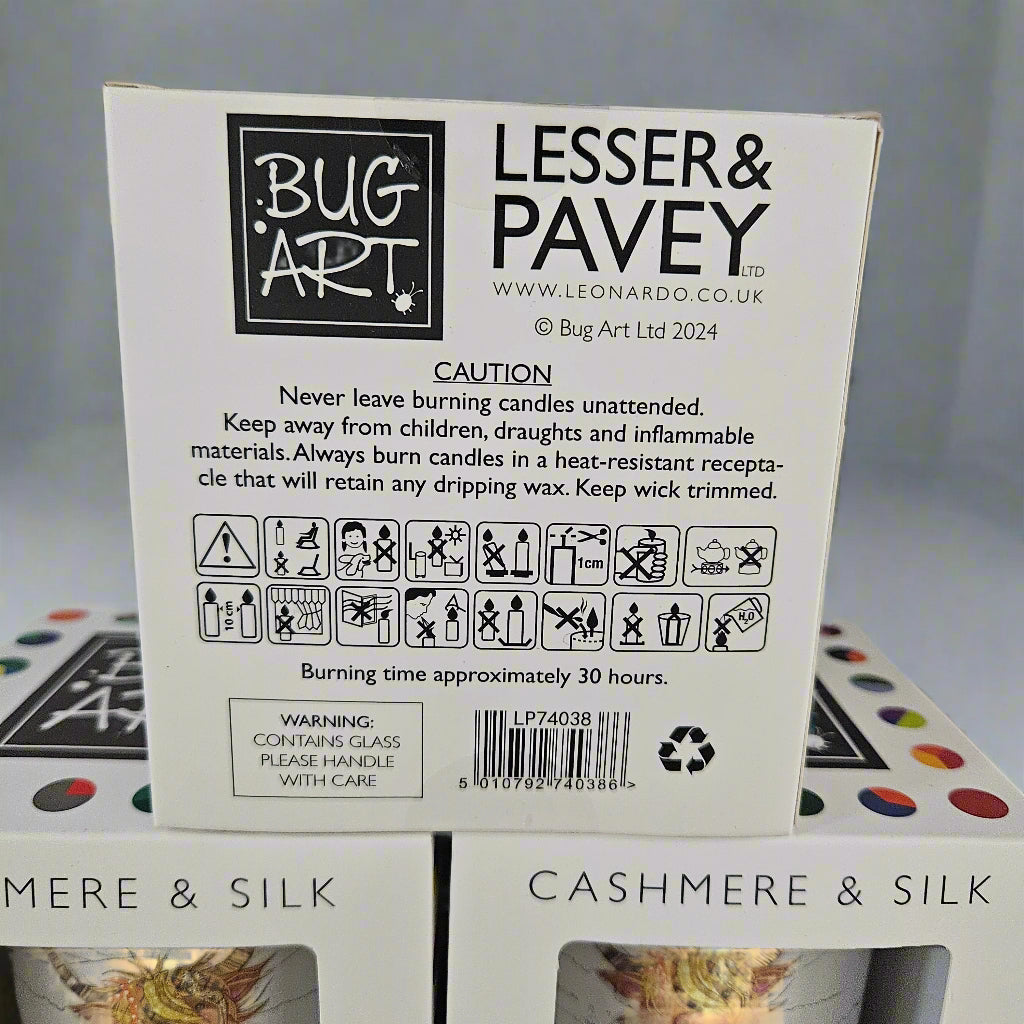 BUG
ART
LESSER&
PAVEY
LTD
WWW.LEONARDO.CO.UK
© Bug Art Ltd 2024
CAUTION
Never leave burning candles unattended.
Keep away from children, draughts and inflammable
materials. Always burn candles in a heat-resistant recepta-
cle that will retain any dripping wax. Keep wick trimmed.
1cm
10 cm
H₂O
Burning time approximately 30 hours.
WARNING:
CONTAINS GLASS
PLEASE HANDLE
WITH CARE
LP74038
5 010792 740386 >
BUG
ART
MERE & SILK
CASHMERE & SILK